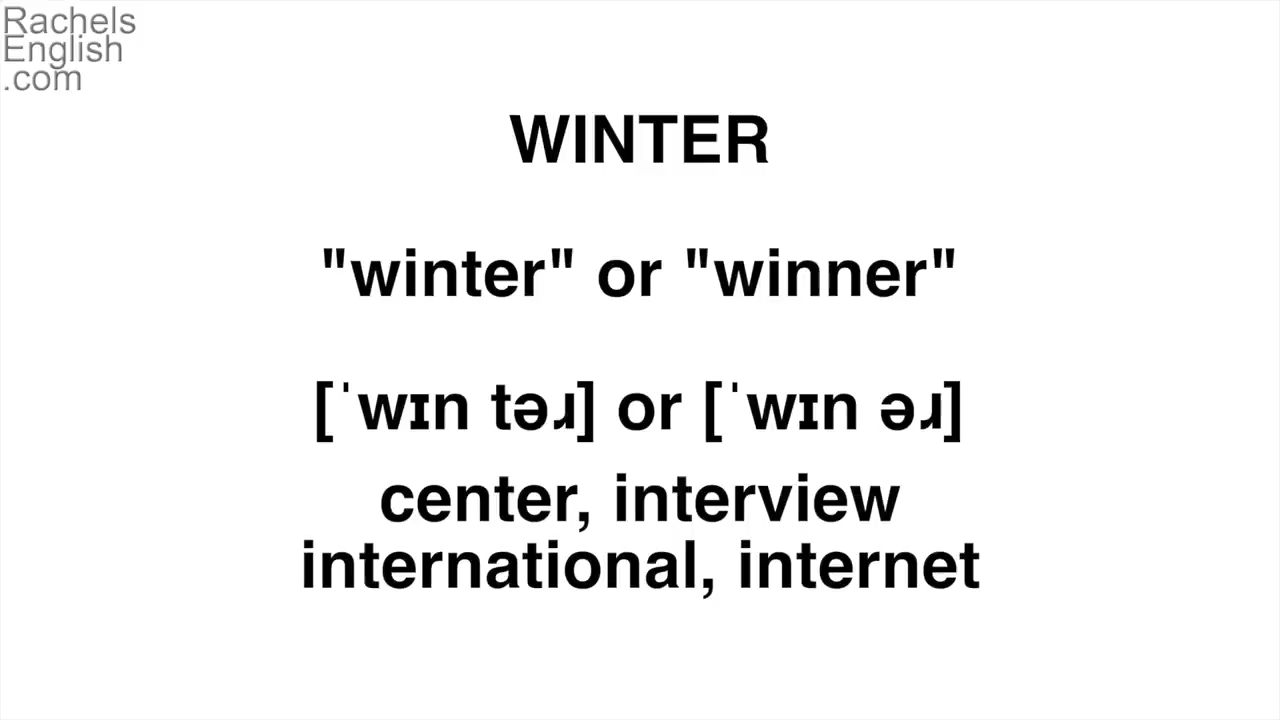 Rachels
English
.com
WINTER
"winter" or "winner"
[ˈwɪn təɹ] or [ˈwɪn əɹ]
center, interview
international, internet